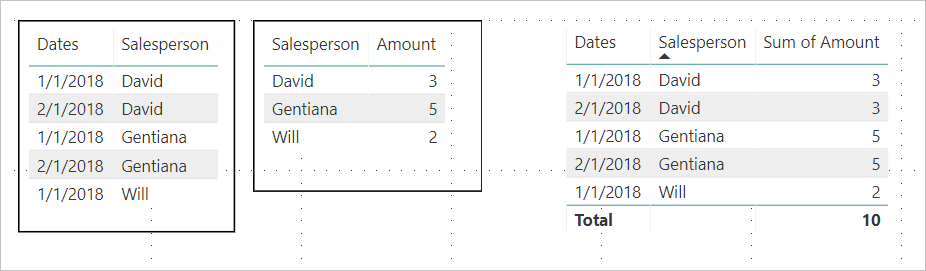 Dates Salesperson
1/1/2018 David
2/1/2018 David
1/1/2018 Gentiana
2/1/2018 Gentiana
1/1/2018 Will
Salesperson Amount
David 3
Gentiana 5
Will 2
Dates Salesperson Sum of Amount
1/1/2018 David 3
2/1/2018 David 3
1/1/2018 Gentiana 5
2/1/2018 Gentiana 5
1/1/2018 Will 2
Total 10